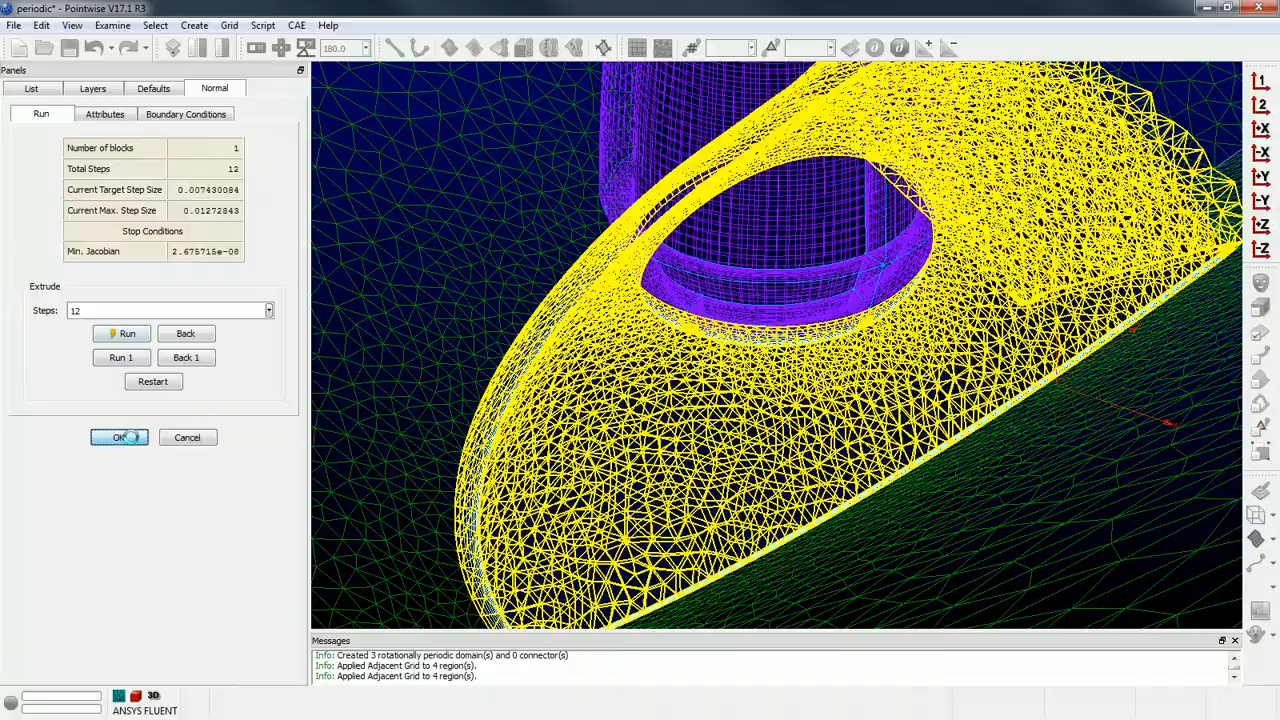 periodic* - Pointwise V17.1 R3
File Edit View Examine Select Create Grid Script CAE Help
180.0
Panels
List Layers Defaults Normal
Run Attributes Boundary Conditions
Number of blocks 1
Total Steps 12
Current Target Step Size 0.007430084
Current Max. Step Size 0.01272843
Stop Conditions
Min. Jacobian 2.675715e-08
Extrude
Steps: 12
Run Back
Run 1 Back 1
Restart
OK Cancel
1
2
+X
-X
+Y
-Y
+Z
-Z
Messages
Info: Created 3 rotationally periodic domain(s) and 0 connector(s)
Info: Applied Adjacent Grid to 4 region(s).
Info: Applied Adjacent Grid to 4 region(s).
3D
ANSYS FLUENT